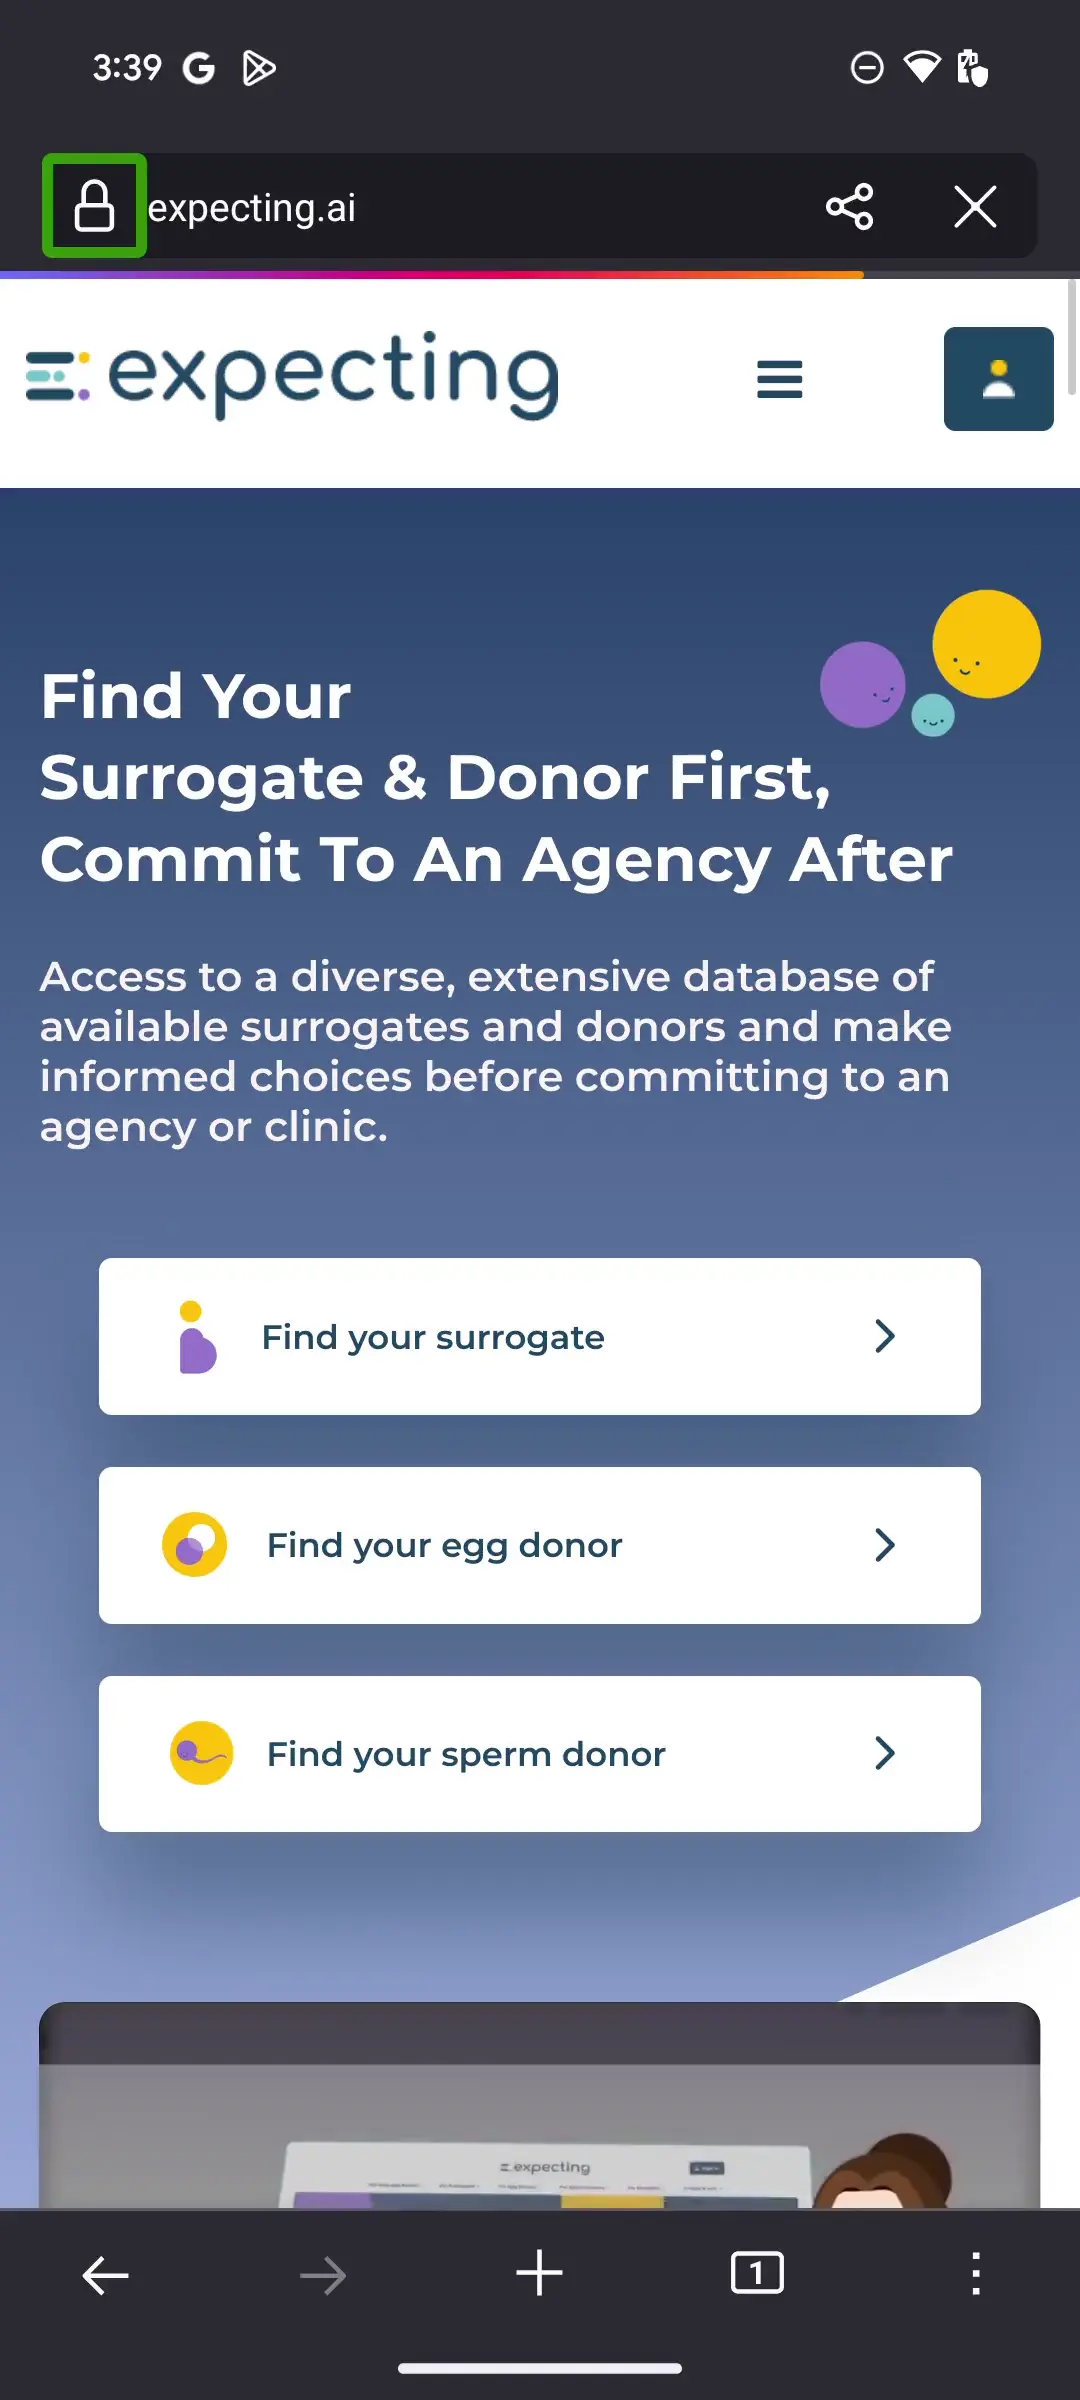 3:39
expecting.ai
expecting
Find Your
Surrogate & Donor First,
Commit To An Agency After
Access to a diverse, extensive database of
available surrogates and donors and make
informed choices before committing to an
agency or clinic.
Find your surrogate
Find your egg donor
Find your sperm donor
expecting
1